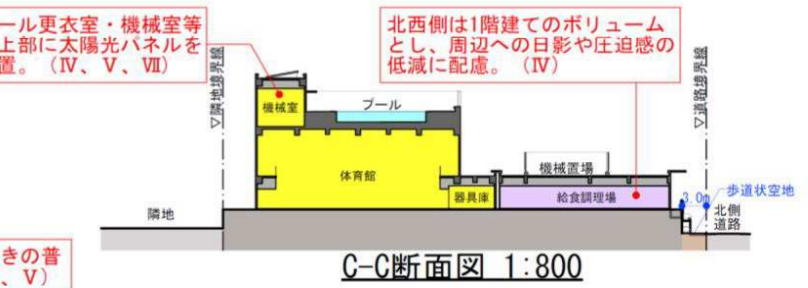 ール更衣室・機械室等
上部に太陽光パネルを
置。（Ⅳ、Ⅴ、Ⅶ）
北西側は1階建てのボリューム
とし、周辺への日影や圧迫感の
低減に配慮。（Ⅳ）
▽隣地境界線
▽道路境界線
機械室
プール
体育館
器具庫
機械置場
給食調理場
3.0m
歩道状空地
北側
道路
隣地
きの普
、Ⅴ）
C-C断面図 1:800